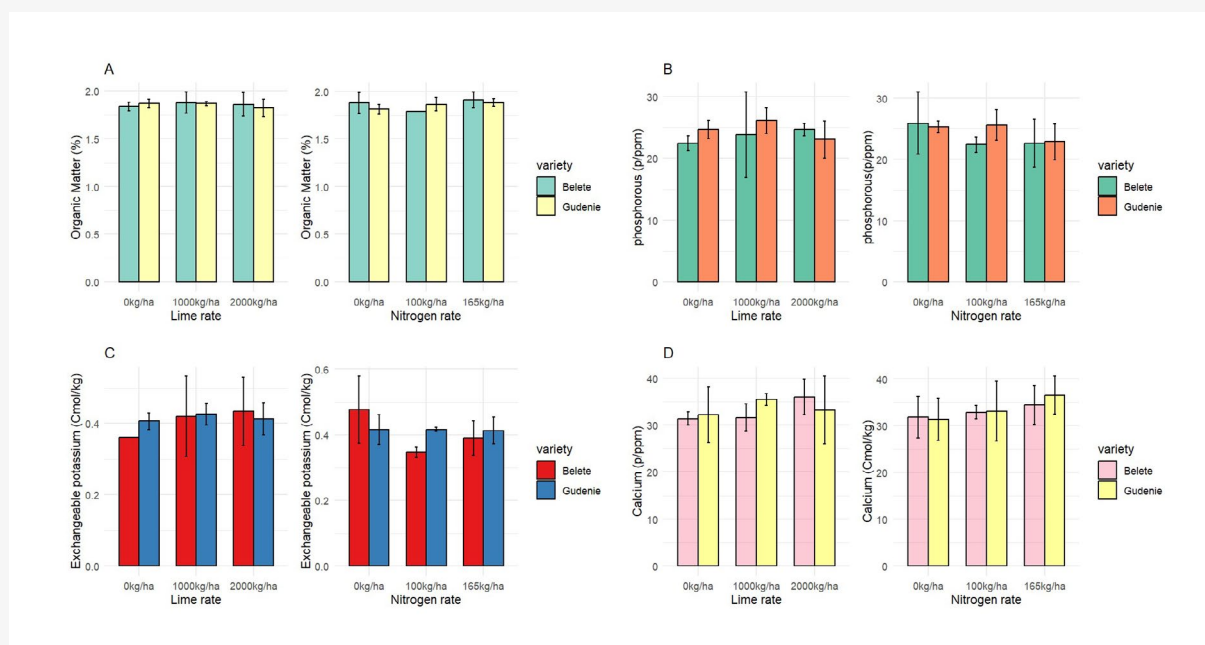 A
Organic Matter (%)
2.0
1.5
1.0
0.5
0.0
0kg/ha 1000kg/ha 2000kg/ha
Lime rate
Organic Matter (%)
2.0
1.5
1.0
0.5
0.0
0kg/ha 100kg/ha 165kg/ha
Nitrogen rate
variety
Belete
Gudenie
B
phosphorous (p/ppm)
30
20
10
0
0kg/ha 1000kg/ha 2000kg/ha
Lime rate
phosphorous(p/ppm)
30
20
10
0
0kg/ha 100kg/ha 165kg/ha
Nitrogen rate
variety
Belete
Gudenie
C
Exchangeable potassium (Cmol/kg)
0.4
0.2
0.0
0kg/ha 1000kg/ha 2000kg/ha
Lime rate
Exchangeable potassium (Cmol/kg)
0.6
0.4
0.2
0.0
0kg/ha 100kg/ha 165kg/ha
Nitrogen rate
variety
Belete
Gudenie
D
Calcium (p/ppm)
40
30
20
10
0
0kg/ha 1000kg/ha 2000kg/ha
Lime rate
Calcium (Cmol/kg)
40
30
20
10
0
0kg/ha 100kg/ha 165kg/ha
Nitrogen rate
variety
Belete
Gudenie